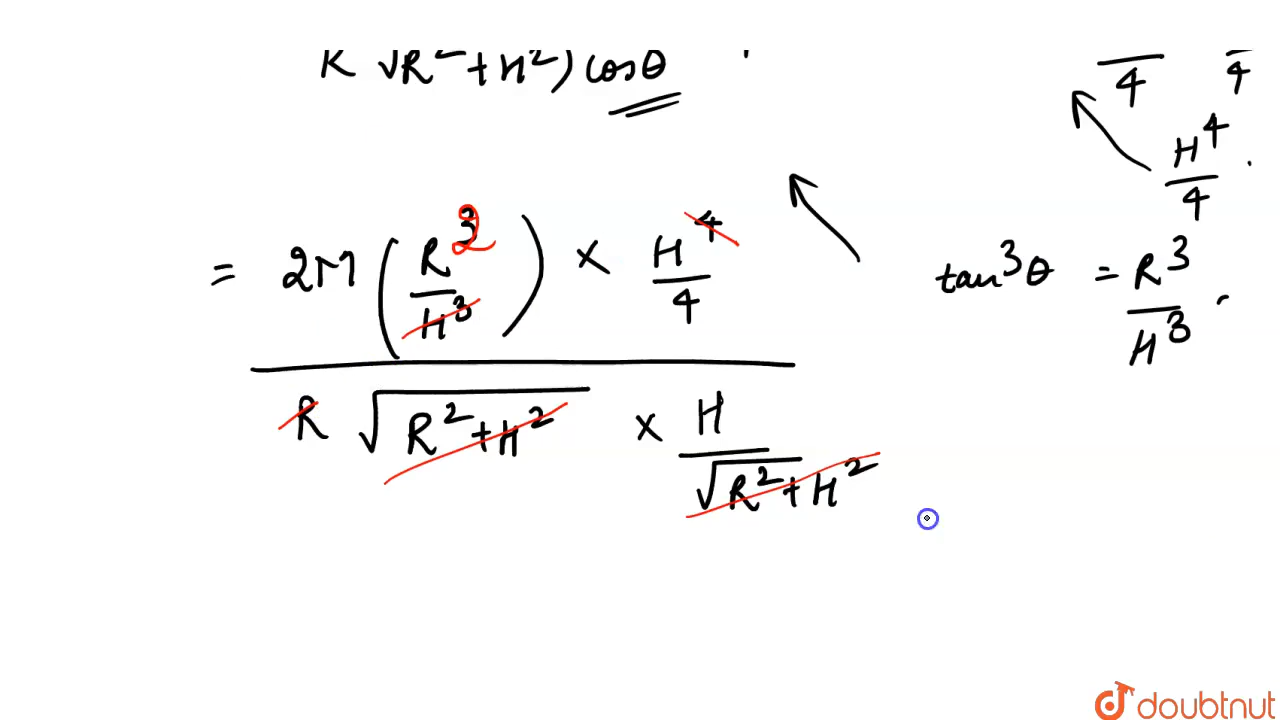 R √R²+H²) cosθ
4 4
H⁴/4 .
= 2M (R³ 2/H³) × H⁴/4
tan³θ = R³/H³ .
R √R²+H² × H/√R²+H²
doubtnut